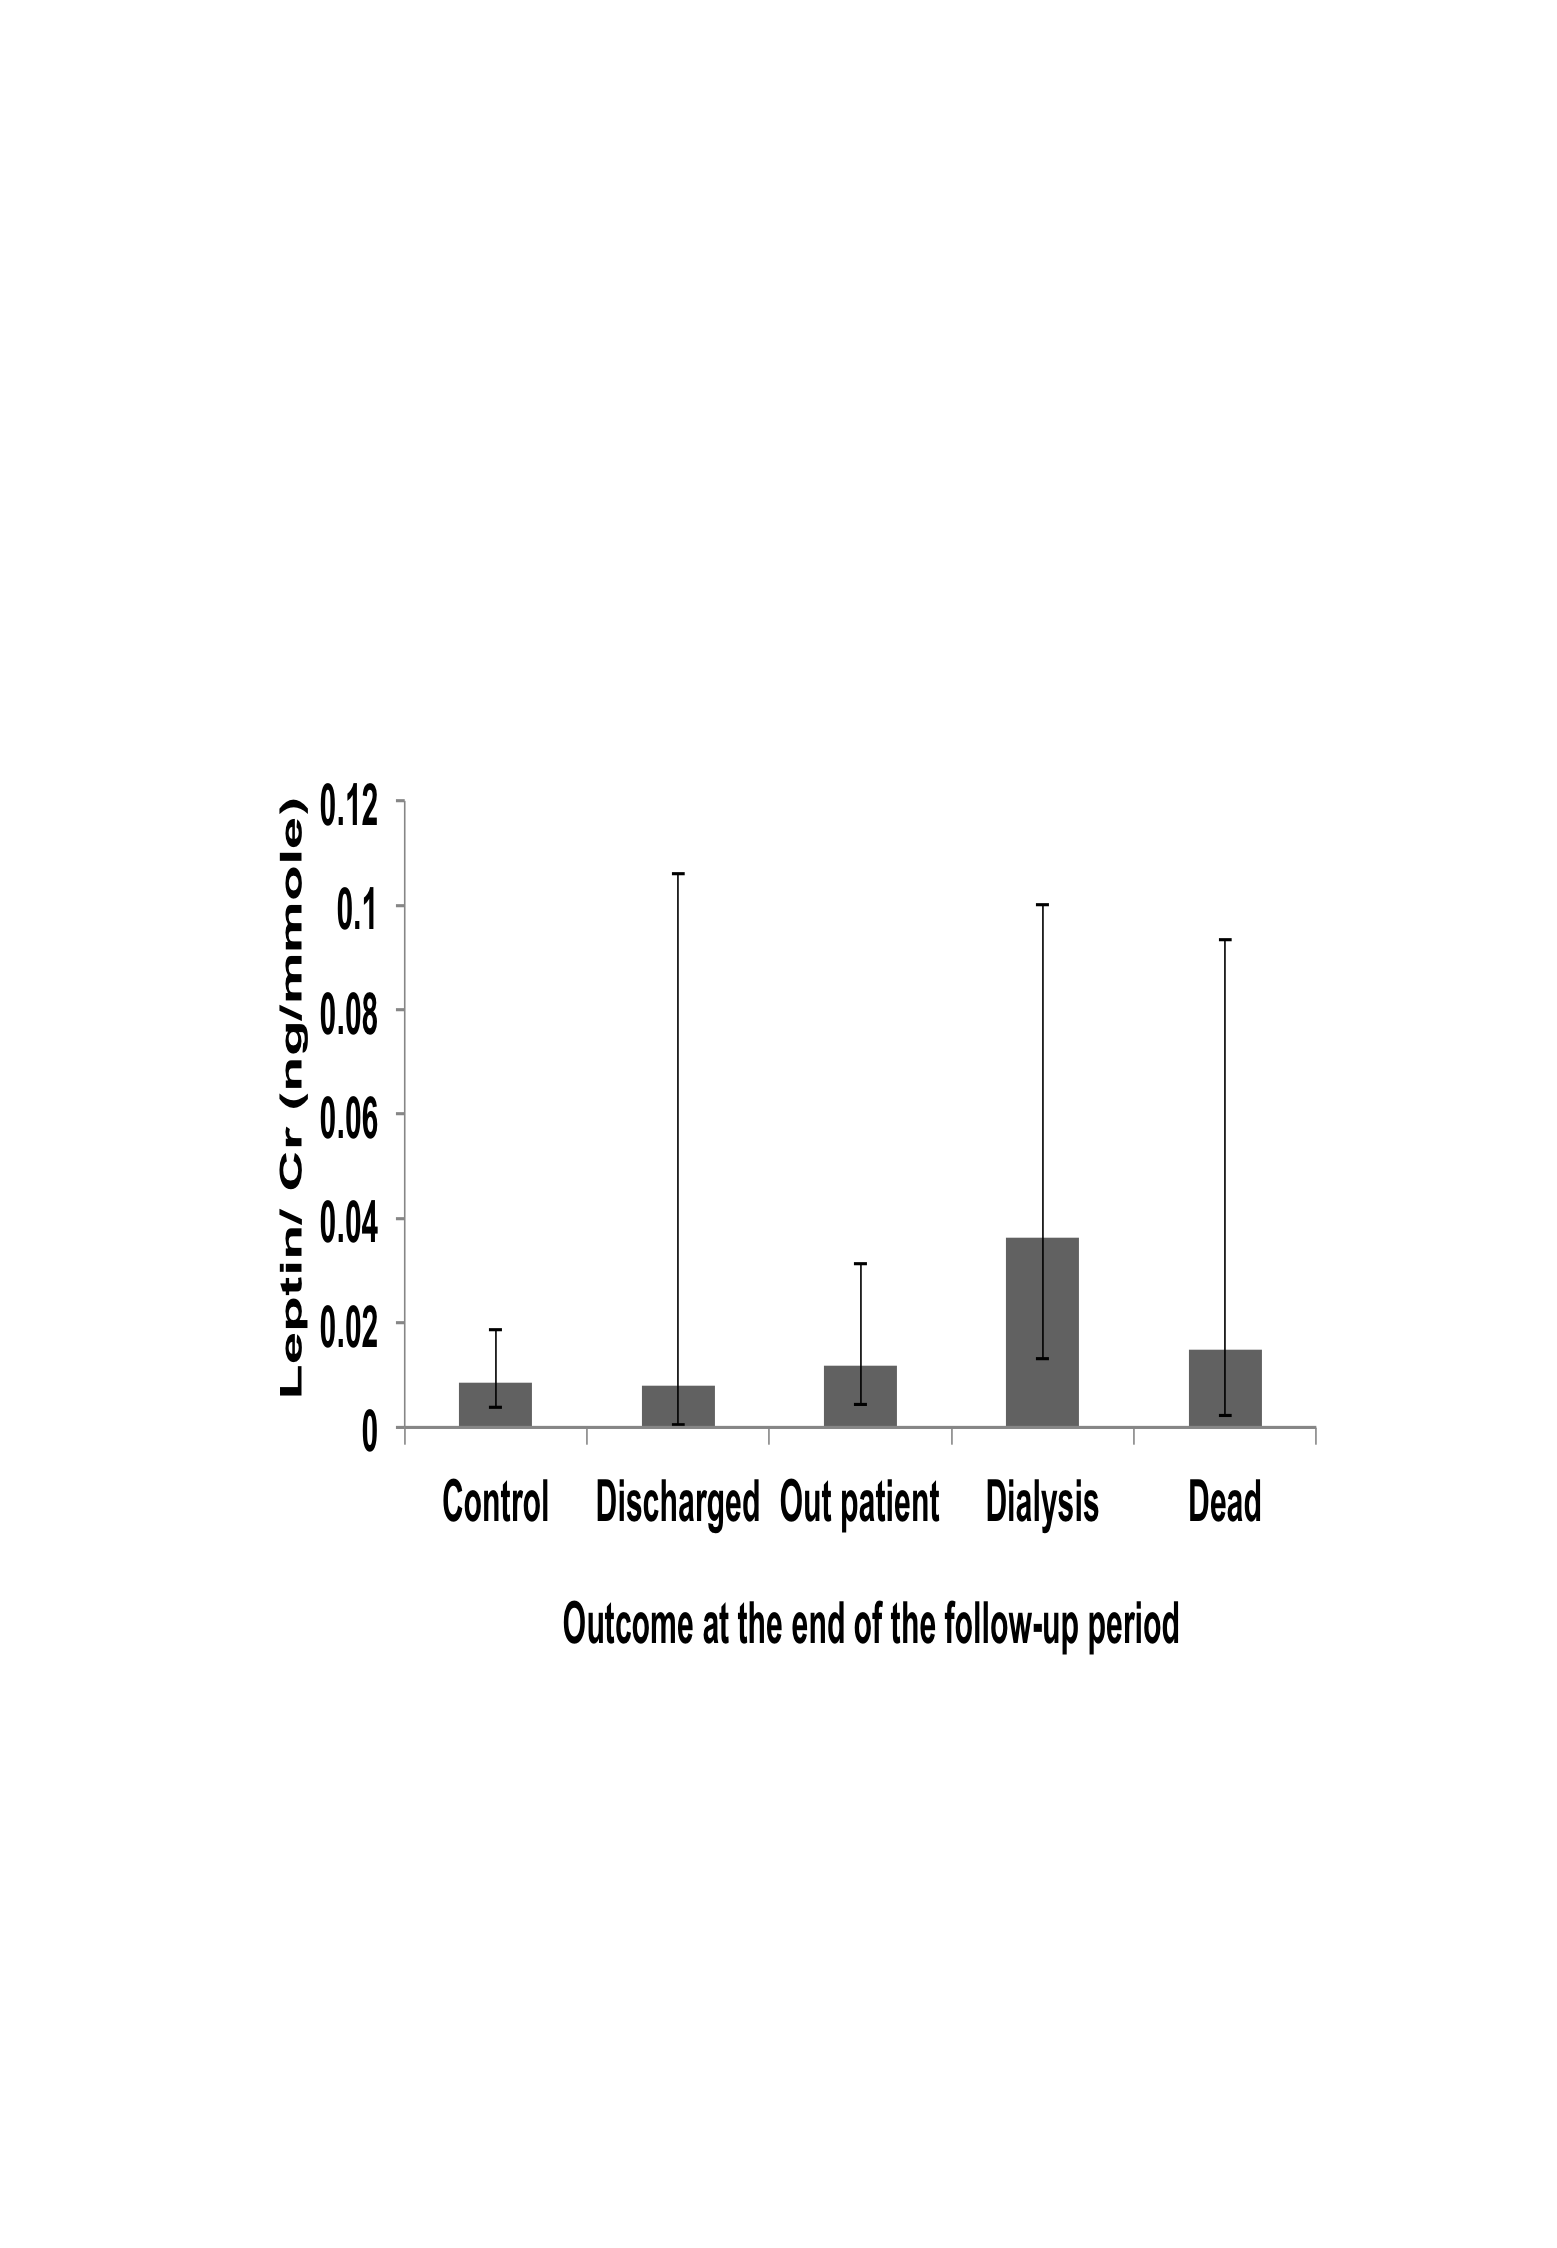 Leptin/ Cr (ng/mmole)
0.12
0.1
0.08
0.06
0.04
0.02
0
Control Discharged Out patient Dialysis Dead
Outcome at the end of the follow-up period